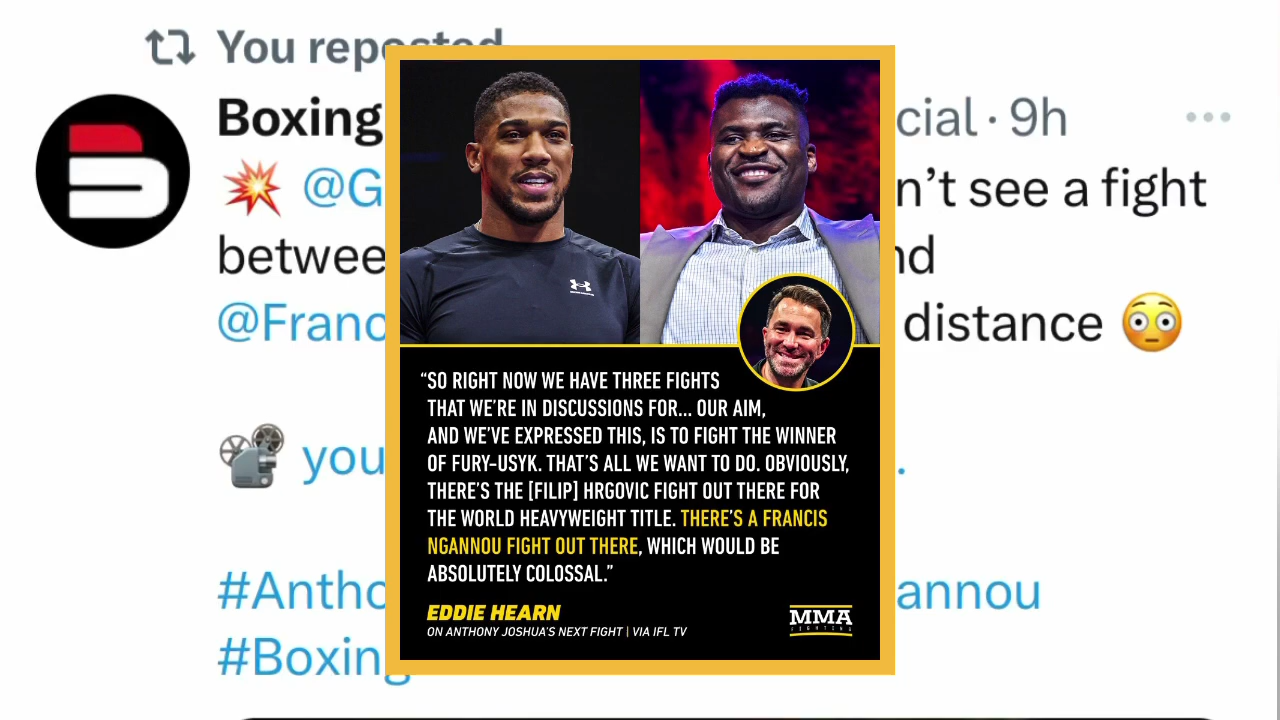 You reposted
Boxing
cial · 9h
@G
n't see a fight
betwee
nd
@Franc
distance
you
.
#Antho
annou
#Boxing
“SO RIGHT NOW WE HAVE THREE FIGHTS
THAT WE'RE IN DISCUSSIONS FOR... OUR AIM,
AND WE'VE EXPRESSED THIS, IS TO FIGHT THE WINNER
OF FURY-USYK. THAT'S ALL WE WANT TO DO. OBVIOUSLY,
THERE'S THE [FILIP] HRGOVIC FIGHT OUT THERE FOR
THE WORLD HEAVYWEIGHT TITLE. THERE'S A FRANCIS
NGANNOU FIGHT OUT THERE, WHICH WOULD BE
ABSOLUTELY COLOSSAL.”
EDDIE HEARN
ON ANTHONY JOSHUA'S NEXT FIGHT | VIA IFL TV
MMA
FIGHTING